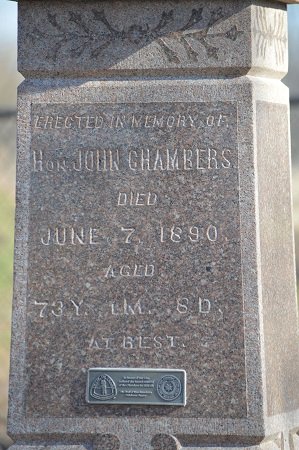 ERECTED IN MEMORY OF
HON. JOHN CHAMBERS
DIED
JUNE 7, 1890.
AGED
73Y. 1M. 8D.
AT REST.